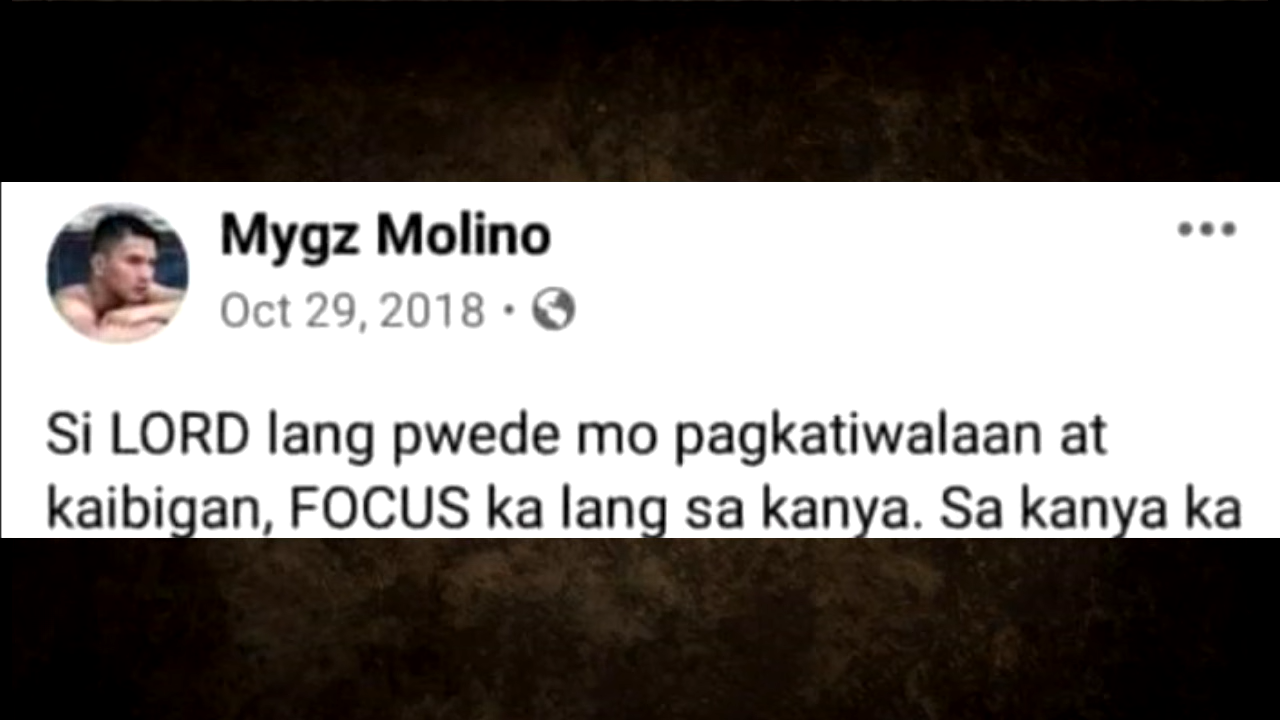 Mygz Molino
Oct 29, 2018 •
Si LORD lang pwede mo pagkatiwalaan at
kaibigan, FOCUS ka lang sa kanya. Sa kanya ka